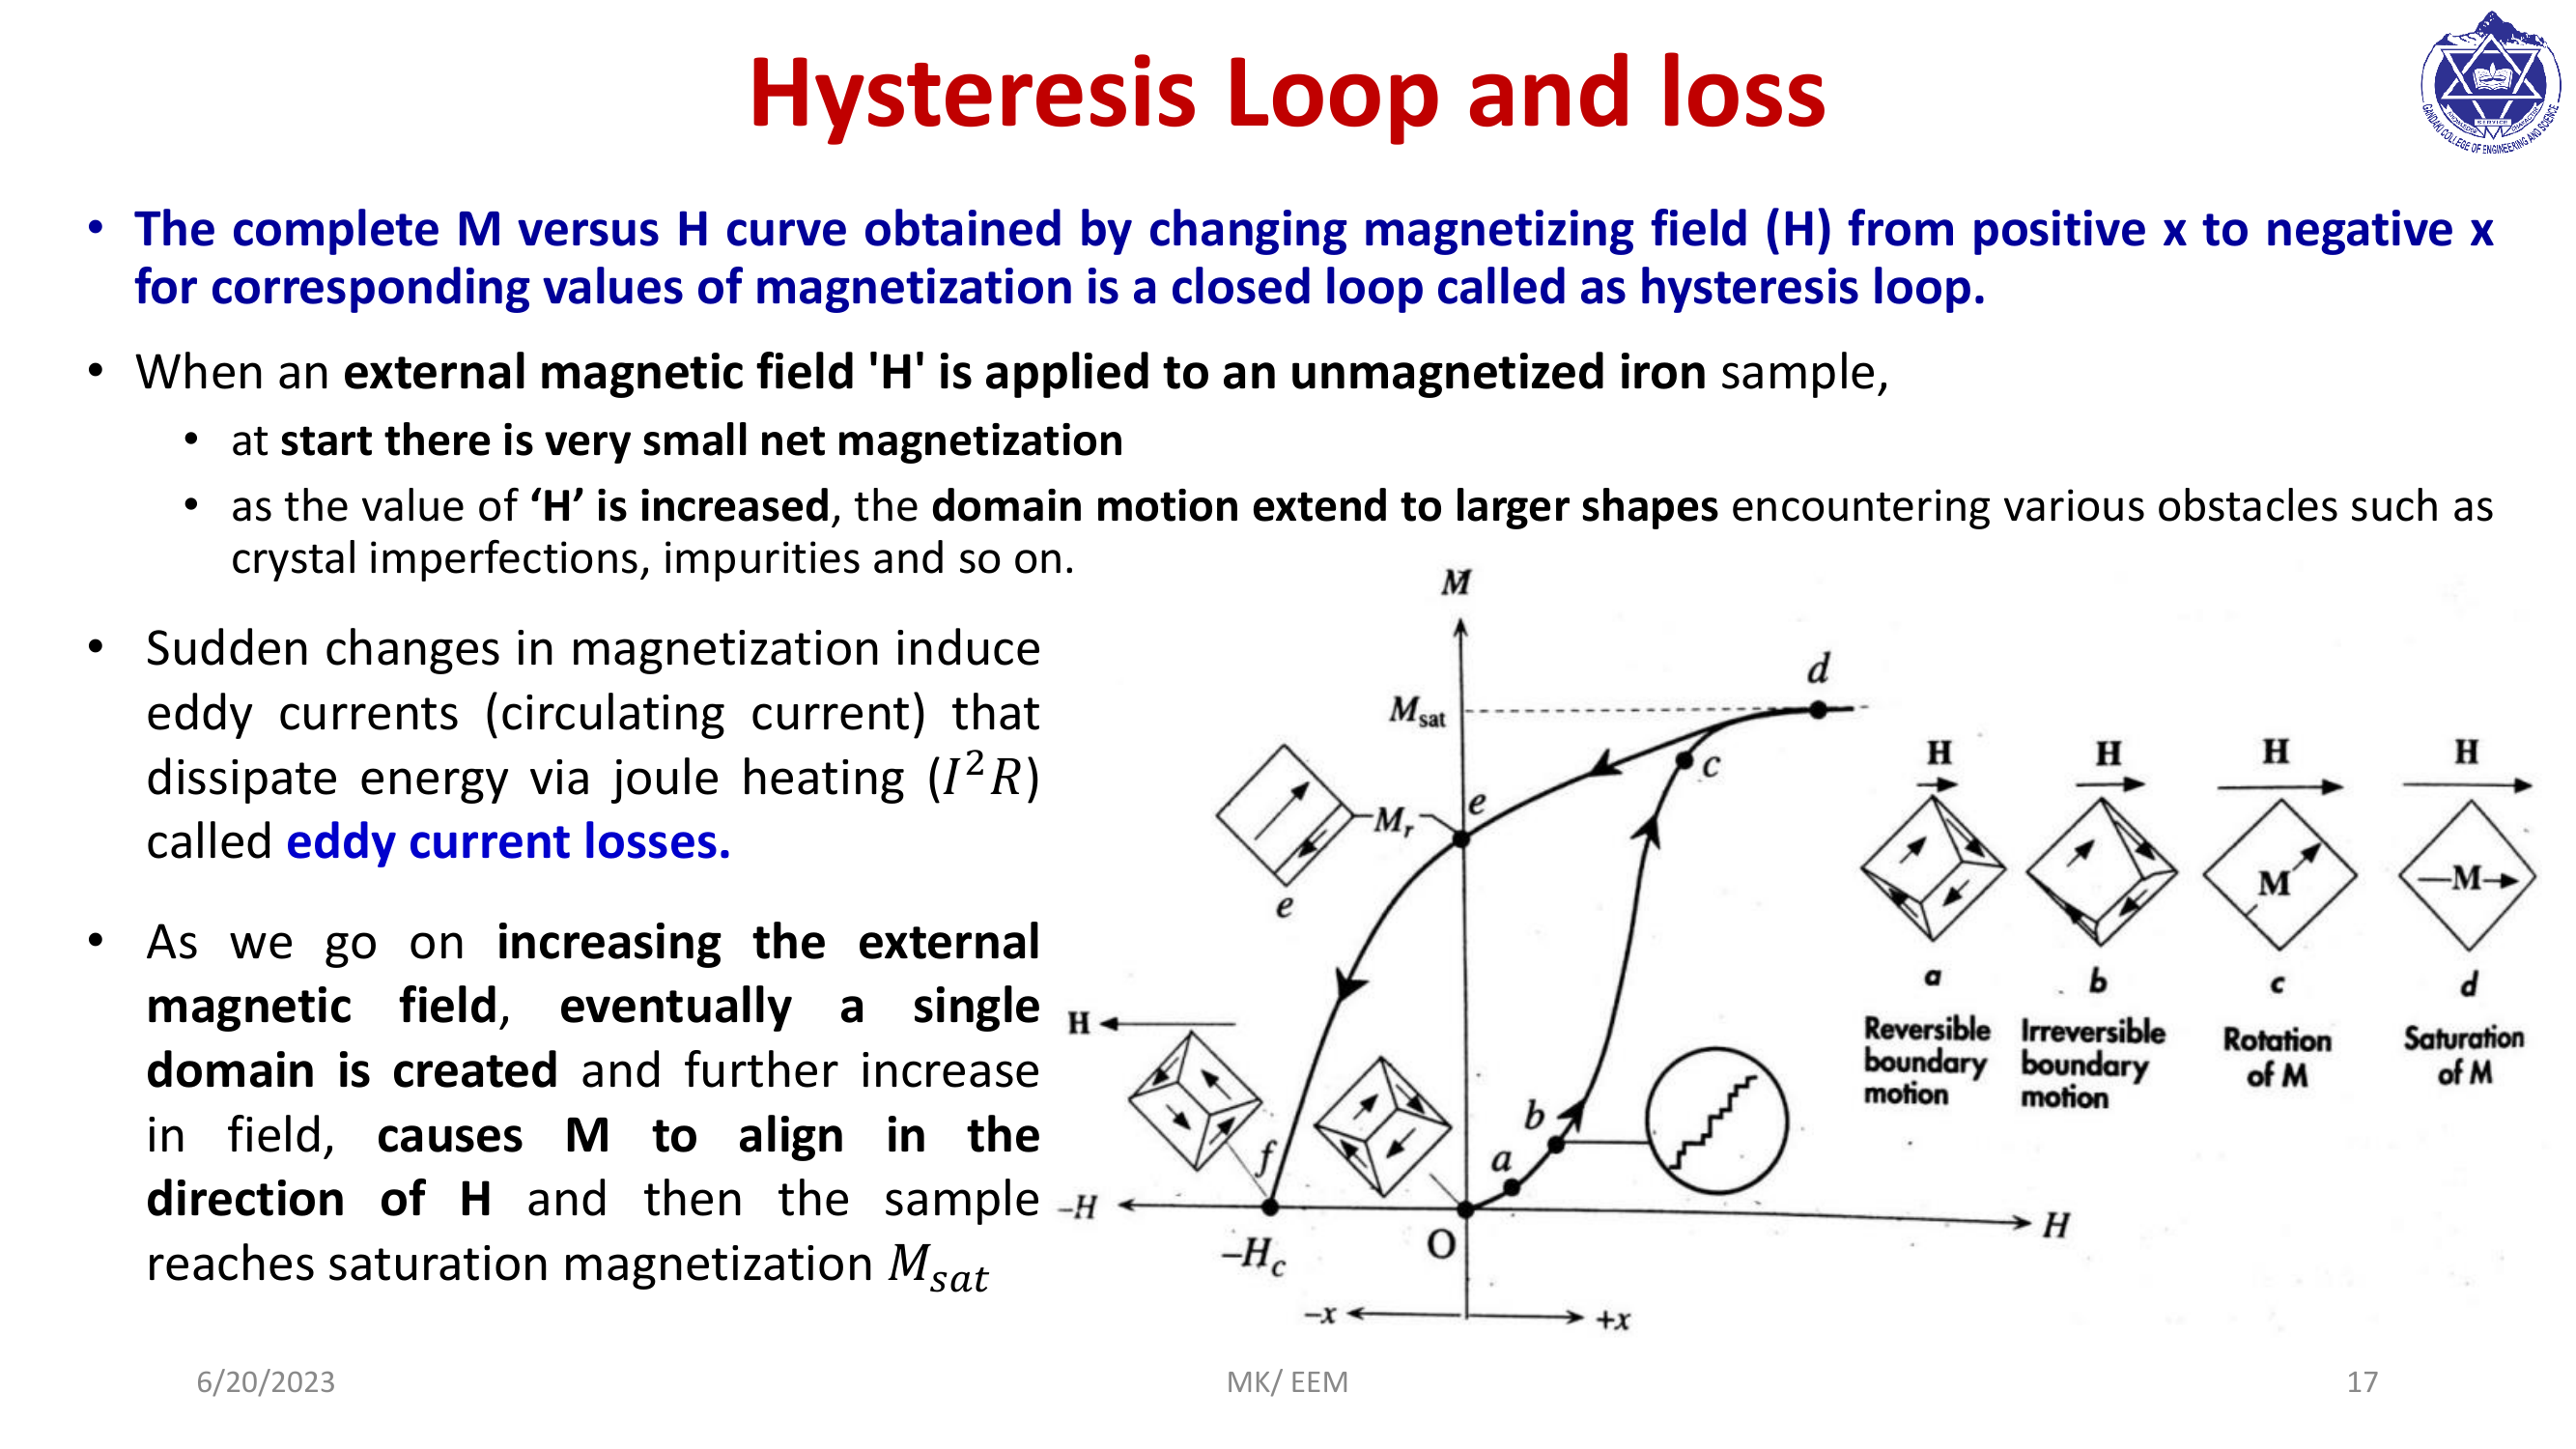 Hysteresis Loop and loss
GANDAKI COLLEGE OF ENGINEERING AND SCIENCE
• The complete M versus H curve obtained by changing magnetizing field (H) from positive x to negative x
for corresponding values of magnetization is a closed loop called as hysteresis loop.
• When an external magnetic field 'H' is applied to an unmagnetized iron sample,
• at start there is very small net magnetization
• as the value of ‘H’ is increased, the domain motion extend to larger shapes encountering various obstacles such as
crystal imperfections, impurities and so on.
• Sudden changes in magnetization induce
eddy currents (circulating current) that
dissipate energy via joule heating (𝐼²𝑅)
called eddy current losses.
• As we go on increasing the external
magnetic field, eventually a single
domain is created and further increase
in field, causes M to align in the
direction of H and then the sample
reaches saturation magnetization 𝑀𝑠𝑎𝑡
M
d
Msat
c
e
Mr
e
H
f
b
a
–H
H
–Hc
O
–x
+x
H
H
H
H
M
M
a
b
c
d
Reversible
boundary
motion
Irreversible
boundary
motion
Rotation
of M
Saturation
of M
6/20/2023
MK/ EEM
17